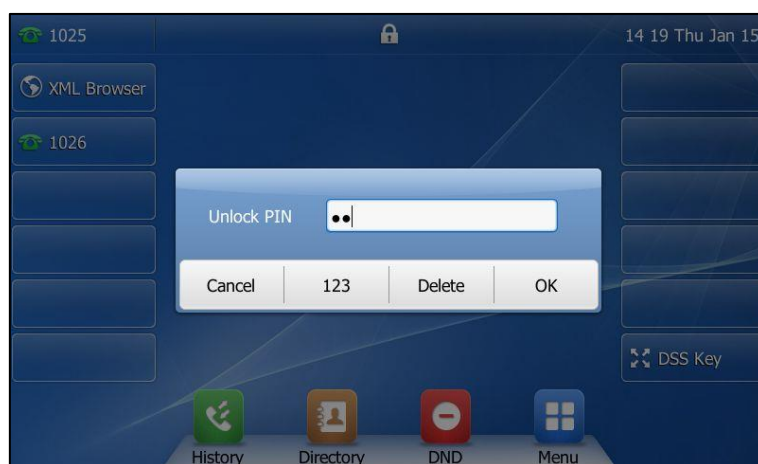 1025
14 19 Thu Jan 15
XML Browser
1026
Unlock PIN ●●
Cancel 123 Delete OK
DSS Key
History Directory DND Menu